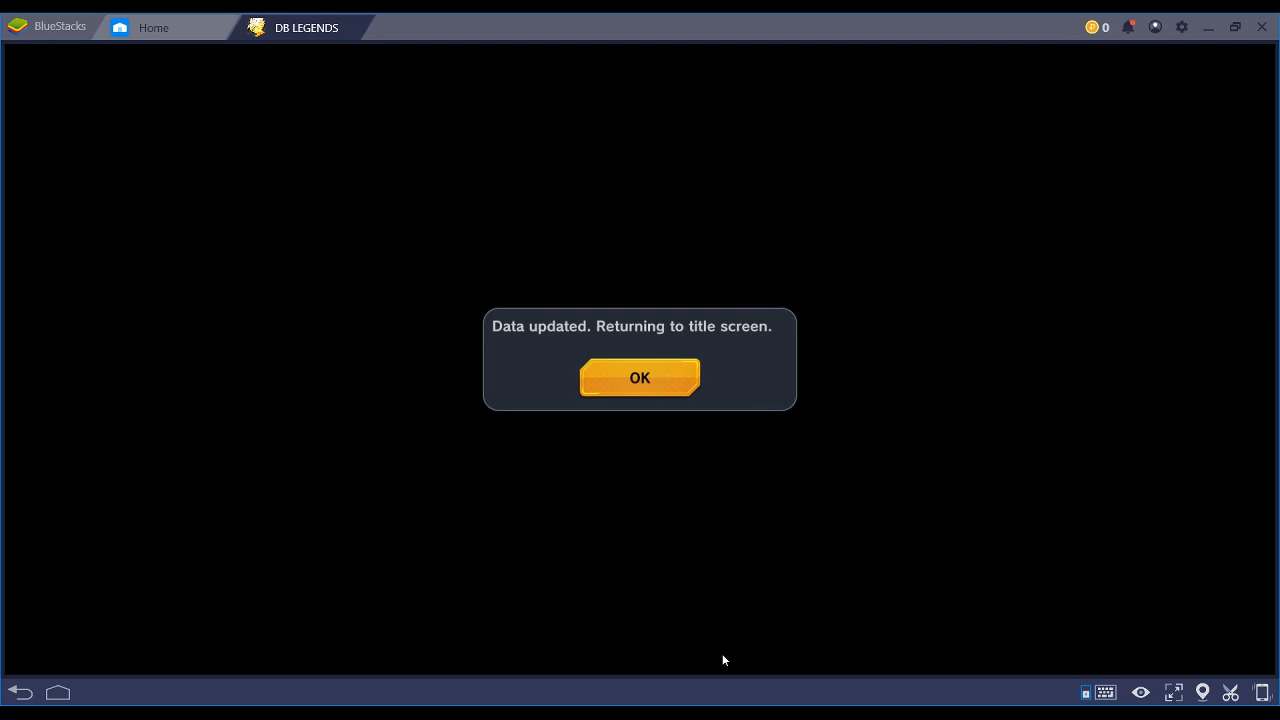 BlueStacks
Home
DB LEGENDS
0
Data updated. Returning to title screen.
OK